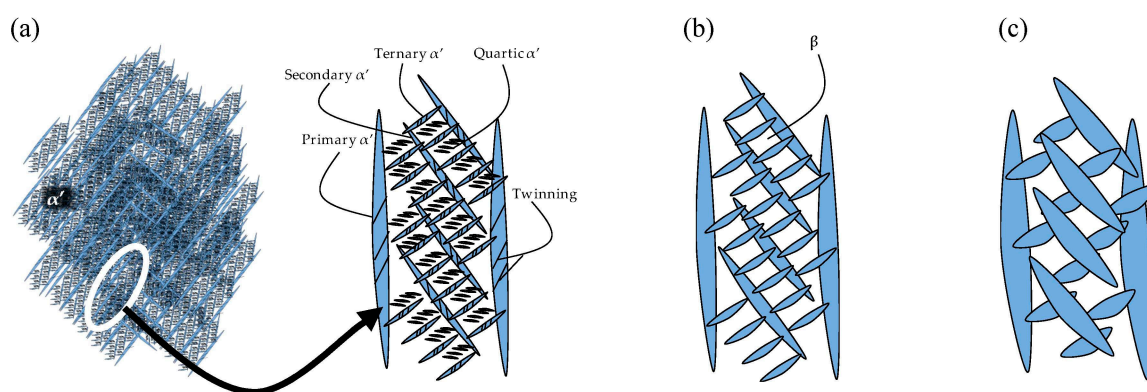 (a)
(b)
(c)
Ternary α′
Quartic α′
β
Secondary α′
Primary α′
α′
Twinning